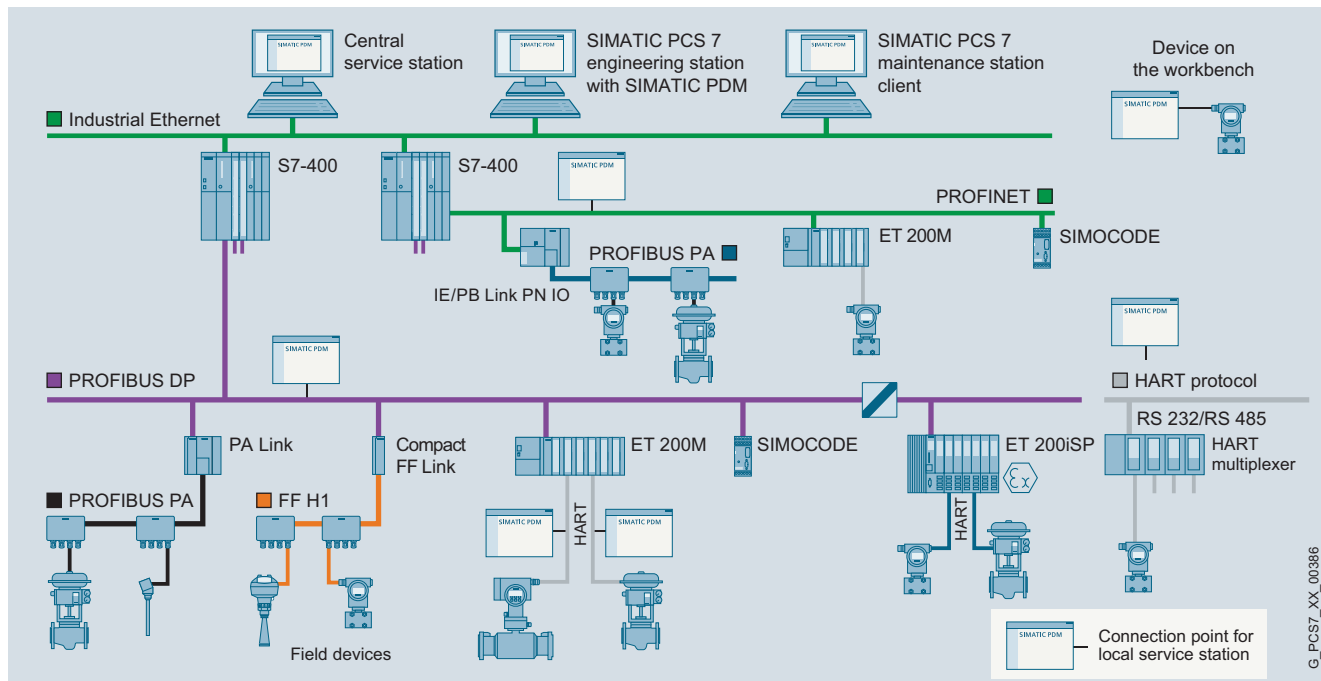 SIMATIC PDM
Central
service station
SIMATIC PDM
SIMATIC PCS 7
engineering station
with SIMATIC PDM
SIMATIC PDM
SIMATIC PCS 7
maintenance station
client
Device on
the workbench
SIMATIC PDM
Industrial Ethernet
S7-400
S7-400
SIMATIC PDM
PROFINET
ET 200M
SIMOCODE
PROFIBUS PA
IE/PB Link PN IO
SIMATIC PDM
SIMATIC PDM
PROFIBUS DP
HART protocol
PA Link
Compact
FF Link
ET 200M
SIMOCODE
ET 200iSP
Ex
RS 232/RS 485
HART
multiplexer
PROFIBUS PA
FF H1
SIMATIC PDM
HART
SIMATIC PDM
HART
Field devices
SIMATIC PDM
Connection point for
local service station
G_PCS7_XX_00386